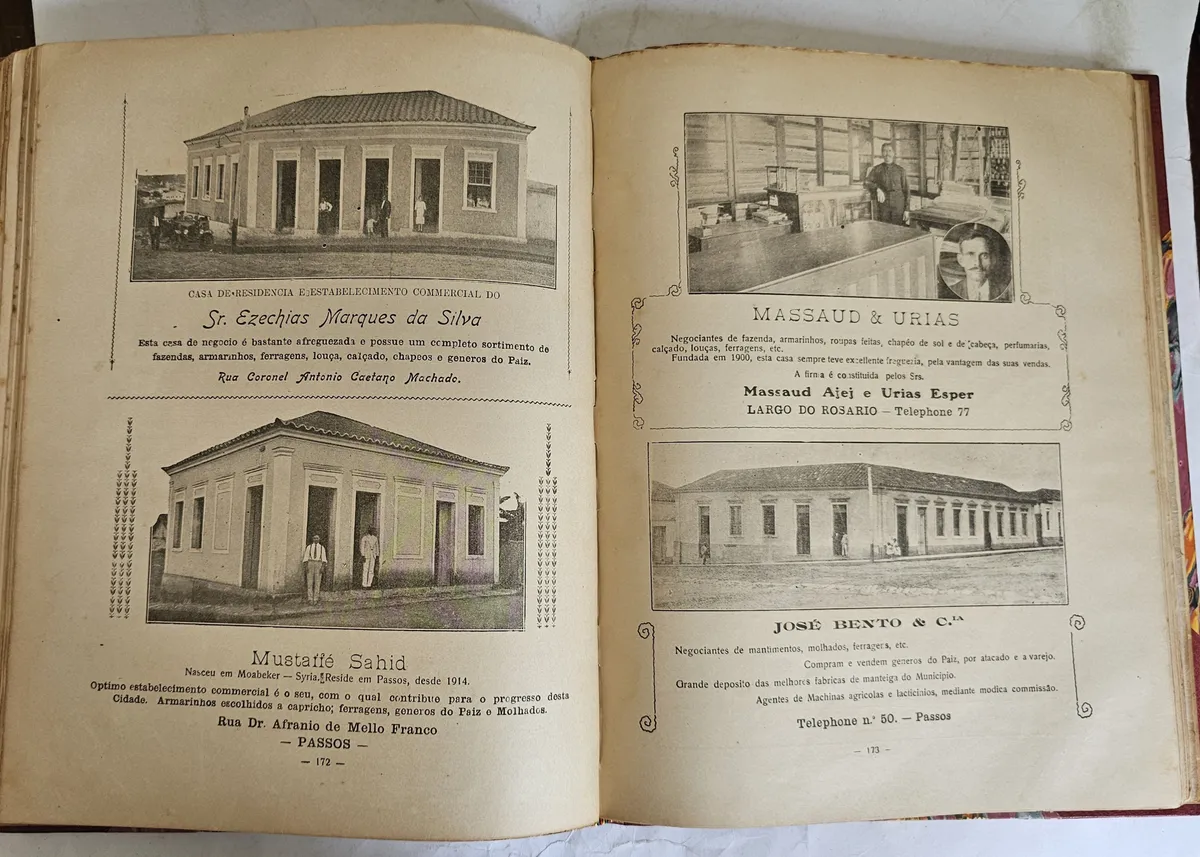 CASA DE RESIDENCIA E ESTABELECIMENTO COMMERCIAL DO
Sr. Ezechias Marques da Silva
Esta casa de negocio é bastante afreguezada e possue um completo sortimento de
fazendas, armarinhos, ferragens, louça, calçado, chapeos e generos do Paiz.
Rua Coronel Antonio Caetano Machado.
Mustaffé Sahid
Nasceu em Moabeker — Syria. Reside em Passos, desde 1914.
Optimo estabelecimento commercial é o seu, com o qual contribue para o progresso desta
Cidade. Armarinhos escolhidos a capricho; ferragens, generos do Paiz e Molhados.
Rua Dr. Afranio de Mello Franco
— PASSOS —
— 172 —
MASSAUD & URIAS
Negociantes de fazenda, armarinhos, roupas feitas, chapéo de sol e de cabeça, perfumarias,
calçado, louças, ferragens, etc.
Fundada em 1900, esta casa sempre teve excellente freguezia, pela vantagem das suas vendas.
A firma é constituida pelos Srs.
Massaud Ajej e Urias Esper
LARGO DO ROSARIO — Telephone 77
JOSÉ BENTO & C.IA
Negociantes de mantimentos, molhados, ferragens, etc.
Compram e vendem generos do Paiz, por atacado e a varejo.
Grande deposito das melhores fabricas de manteiga do Municipio.
Agentes de Machinas agricolas e lacticinios, mediante modica commissão.
Telephone n.º 50. — Passos
— 173 —